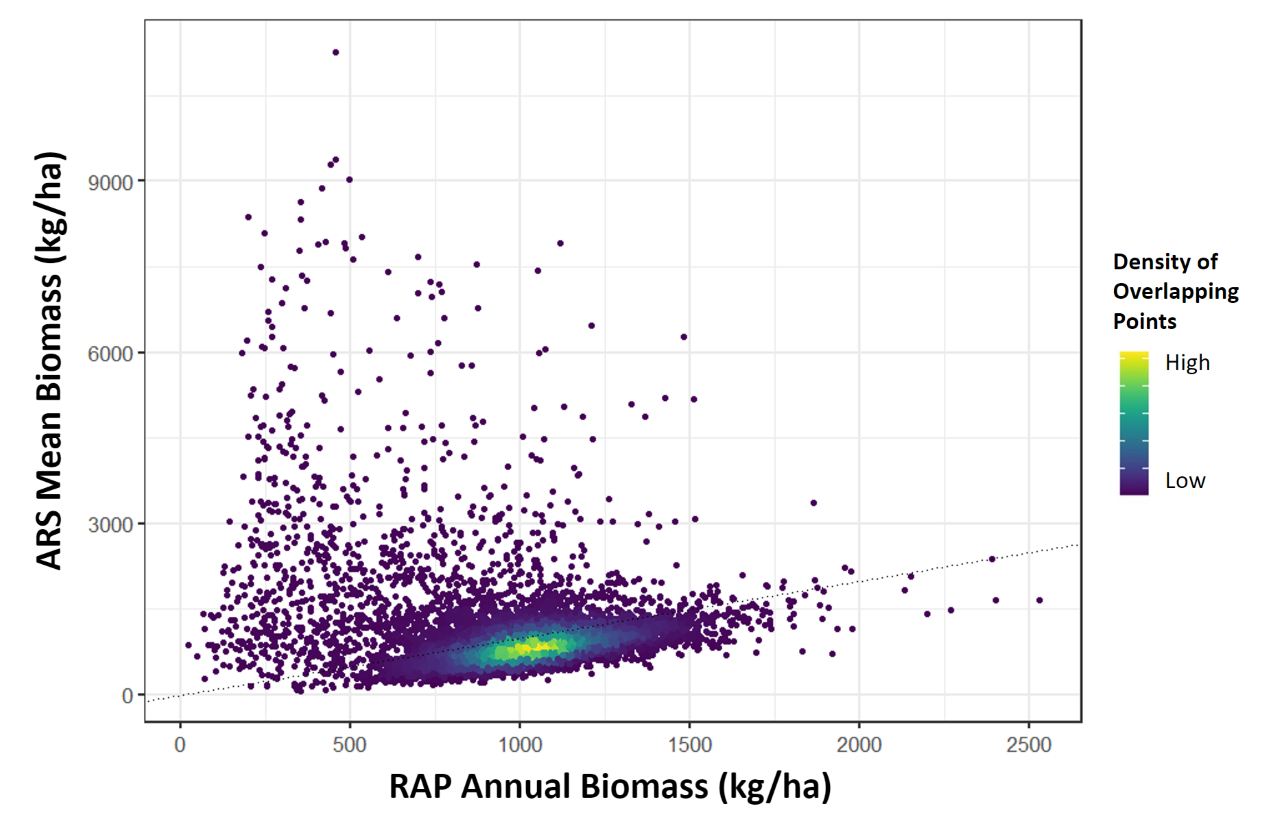 ARS Mean Biomass (kg/ha)
9000
6000
3000
0
0 500 1000 1500 2000 2500
RAP Annual Biomass (kg/ha)
Density of
Overlapping
Points
High
Low